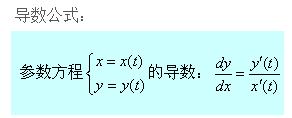 导数公式：
参数方程 { x = x(t) y = y(t) 的导数： dy/dx = y'(t)/x'(t)